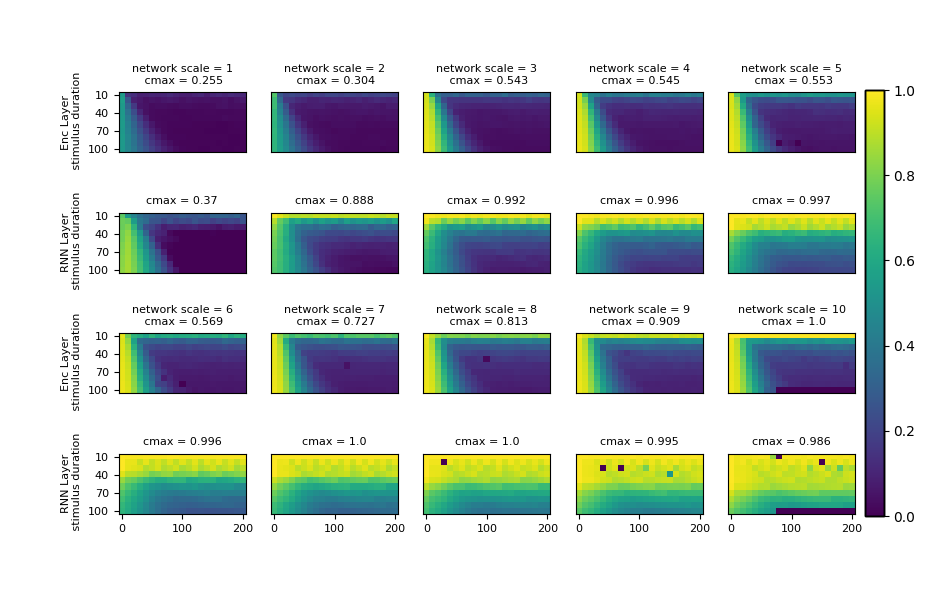 network scale = 1
cmax = 0.255
network scale = 2
cmax = 0.304
network scale = 3
cmax = 0.543
network scale = 4
cmax = 0.545
network scale = 5
cmax = 0.553
Enc Layer
stimulus duration
10
40
70
100
cmax = 0.37
cmax = 0.888
cmax = 0.992
cmax = 0.996
cmax = 0.997
RNN Layer
stimulus duration
10
40
70
100
network scale = 6
cmax = 0.569
network scale = 7
cmax = 0.727
network scale = 8
cmax = 0.813
network scale = 9
cmax = 0.909
network scale = 10
cmax = 1.0
Enc Layer
stimulus duration
10
40
70
100
cmax = 0.996
cmax = 1.0
cmax = 1.0
cmax = 0.995
cmax = 0.986
RNN Layer
stimulus duration
10
40
70
100
0 100 200
0 100 200
0 100 200
0 100 200
0 100 200
1.0
0.8
0.6
0.4
0.2
0.0